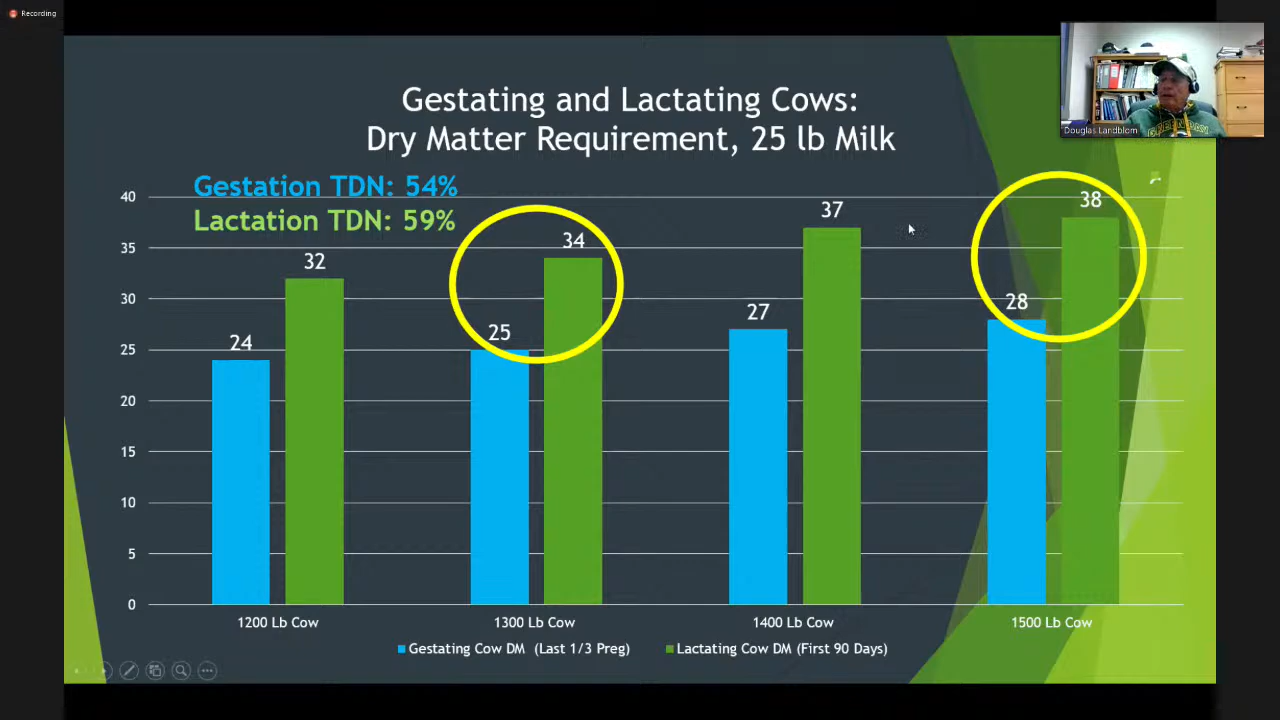 Recording
Douglas Landblom
Gestating and Lactating Cows:
Dry Matter Requirement, 25 lb Milk
Gestation TDN: 54%
Lactation TDN: 59%
40
35
30
25
20
15
10
5
0
24
32
25
34
27
37
28
38
1200 Lb Cow
1300 Lb Cow
1400 Lb Cow
1500 Lb Cow
Gestating Cow DM (Last 1/3 Preg)
Lactating Cow DM (First 90 Days)